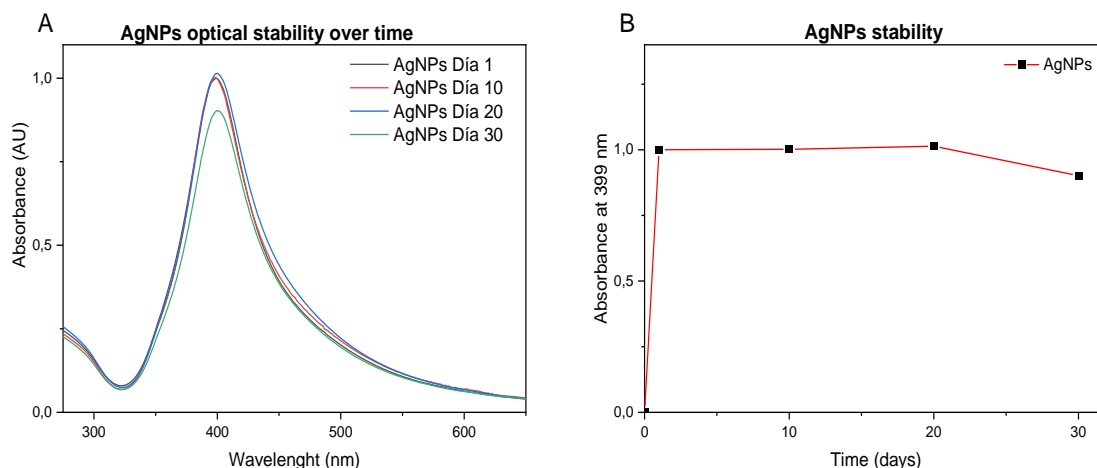 A
AgNPs optical stability over time
AgNPs Día 1
AgNPs Día 10
AgNPs Día 20
AgNPs Día 30
1,0
0,5
0,0
Absorbance (AU)
300
400
500
600
Wavelenght (nm)
B
AgNPs stability
AgNPs
1,0
0,5
0,0
Absorbance at 399 nm
0
10
20
30
Time (days)